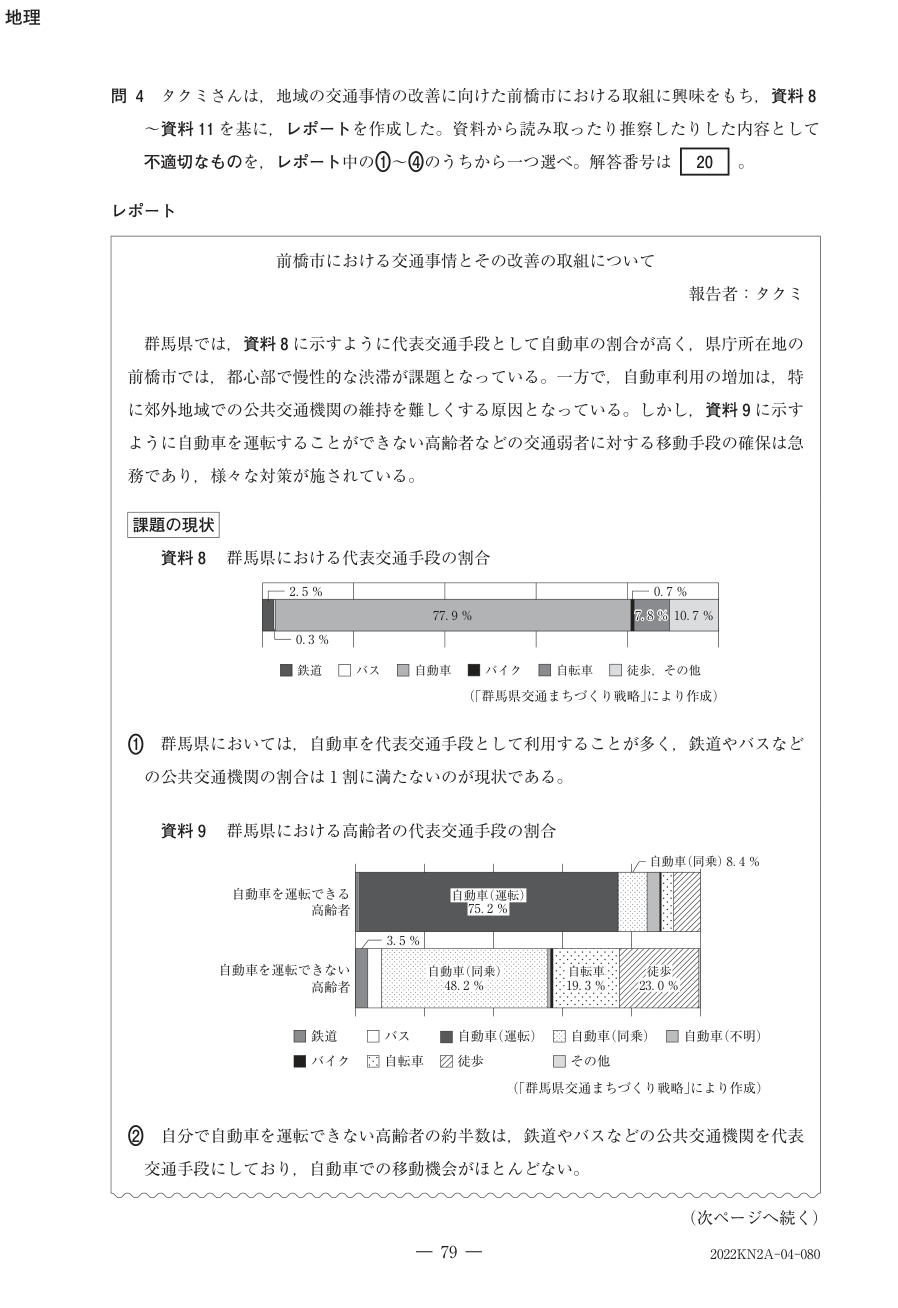 地理
問 4 タクミさんは，地域の交通事情の改善に向けた前橋市における取組に興味をもち，資料 8
～資料 11 を基に，レポートを作成した。資料から読み取ったり推察したりした内容として
不適切なものを，レポート中の①～④のうちから一つ選べ。解答番号は 20 。
レポート
前橋市における交通事情とその改善の取組について
報告者：タクミ
群馬県では，資料 8 に示すように代表交通手段として自動車の割合が高く，県庁所在地の
前橋市では，都心部で慢性的な渋滞が課題となっている。一方で，自動車利用の増加は，特
に郊外地域での公共交通機関の維持を難しくする原因となっている。しかし，資料 9 に示す
ように自動車を運転することができない高齢者などの交通弱者に対する移動手段の確保は急
務であり，様々な対策が施されている。
課題の現状
資料 8 群馬県における代表交通手段の割合
2.5 % 0.7 %
77.9 % 7.8 % 10.7 %
0.3 %
鉄道 バス 自動車 バイク 自転車 徒歩，その他
（「群馬県交通まちづくり戦略」により作成）
① 群馬県においては，自動車を代表交通手段として利用することが多く，鉄道やバスなど
の公共交通機関の割合は 1 割に満たないのが現状である。
資料 9 群馬県における高齢者の代表交通手段の割合
自動車（同乗）8.4 %
自動車を運転できる
高齢者
自動車（運転）
75.2 %
3.5 %
自動車を運転できない
高齢者
自動車（同乗）
48.2 %
自転車
19.3 %
徒歩
23.0 %
鉄道 バス 自動車（運転） 自動車（同乗） 自動車（不明）
バイク 自転車 徒歩 その他
（「群馬県交通まちづくり戦略」により作成）
② 自分で自動車を運転できない高齢者の約半数は，鉄道やバスなどの公共交通機関を代表
交通手段にしており，自動車での移動機会がほとんどない。
（次ページへ続く）
― 79 ―
2022KN2A-04-080